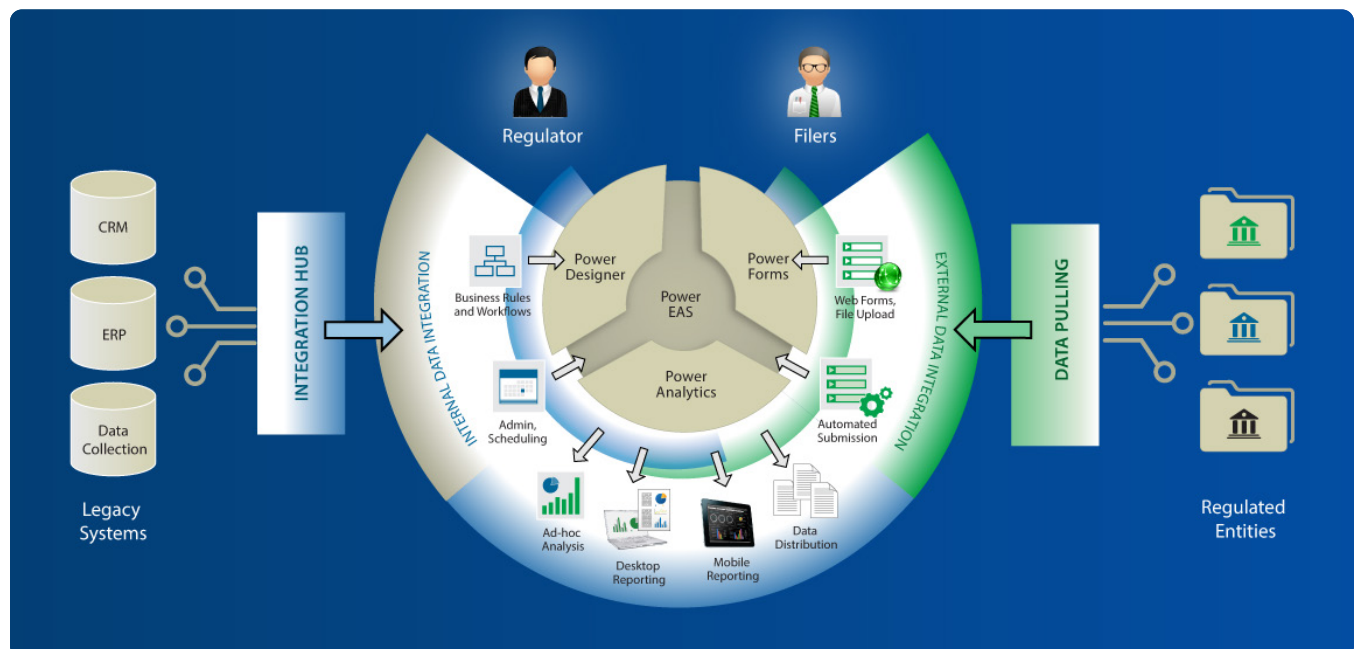 Regulator
Filers
CRM
ERP
Data
Collection
Legacy
Systems
INTEGRATION HUB
INTERNAL DATA INTEGRATION
Business Rules
and Workflows
Admin,
Scheduling
Power
Designer
Power
Forms
Power
EAS
Power
Analytics
Web Forms,
File Upload
Automated
Submission
Ad-hoc
Analysis
Desktop
Reporting
Mobile
Reporting
Data
Distribution
EXTERNAL DATA INTEGRATION
DATA PULLING
Regulated
Entities